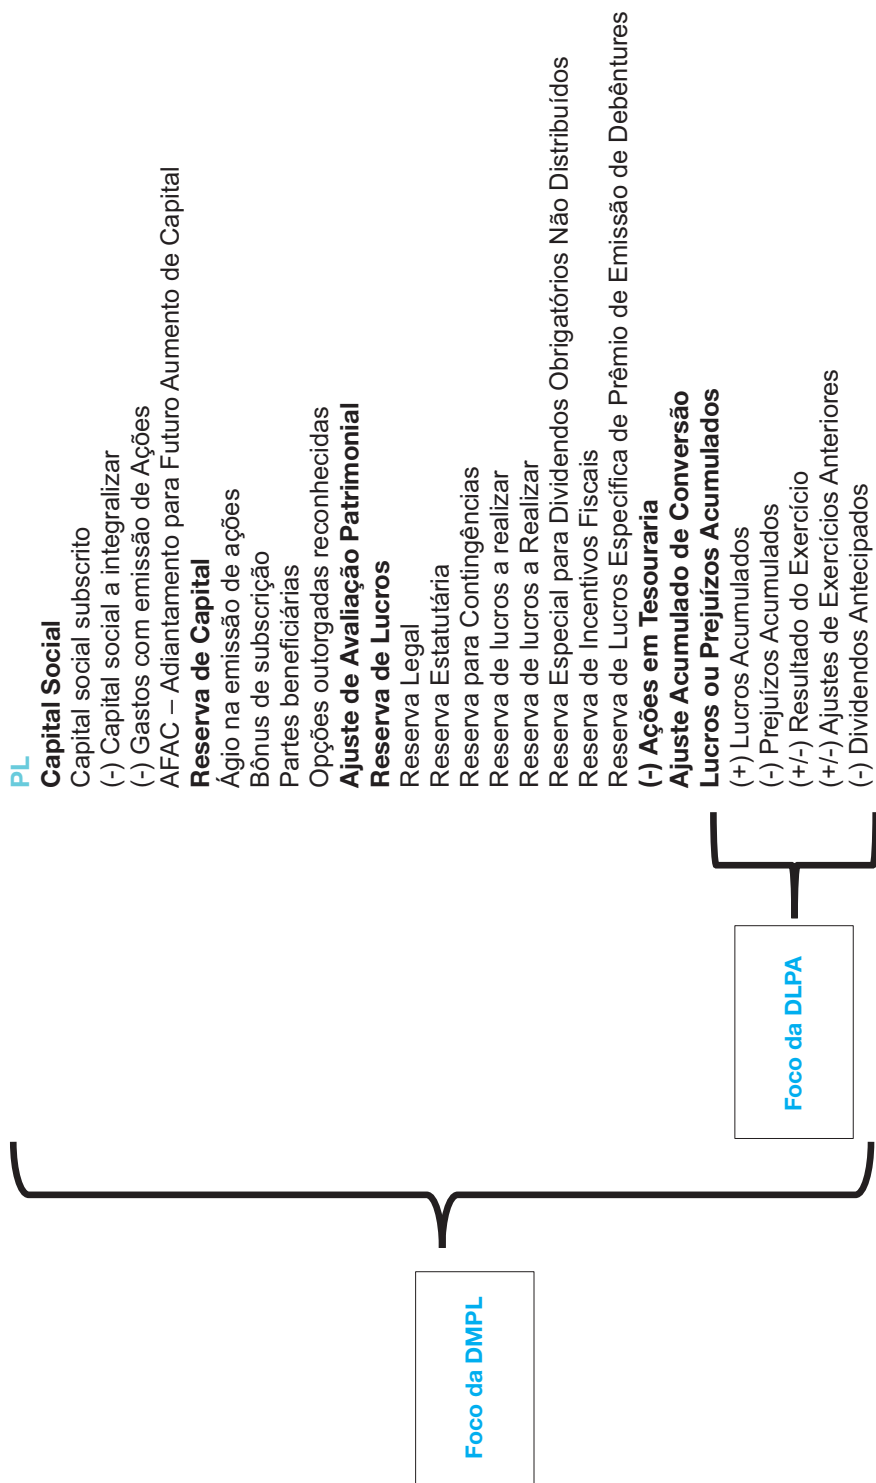 PL
Capital Social
Capital social subscrito
(-) Capital social a integralizar
(-) Gastos com emissão de Ações
AFAC – Adiantamento para Futuro Aumento de Capital
Reserva de Capital
Ágio na emissão de ações
Bônus de subscrição
Partes beneficiárias
Opções outorgadas reconhecidas
Ajuste de Avaliação Patrimonial
Reserva de Lucros
Reserva Legal
Reserva Estatutária
Reserva para Contingências
Reserva de lucros a realizar
Reserva de lucros a Realizar
Reserva Especial para Dividendos Obrigatórios Não Distribuídos
Reserva de Incentivos Fiscais
Reserva de Lucros Específica de Prêmio de Emissão de Debêntures
(-) Ações em Tesouraria
Ajuste Acumulado de Conversão
Lucros ou Prejuízos Acumulados
(+) Lucros Acumulados
(-) Prejuízos Acumulados
(+/-) Resultado do Exercício
(+/-) Ajustes de Exercícios Anteriores
(-) Dividendos Antecipados
Foco da DLPA
Foco da DMPL